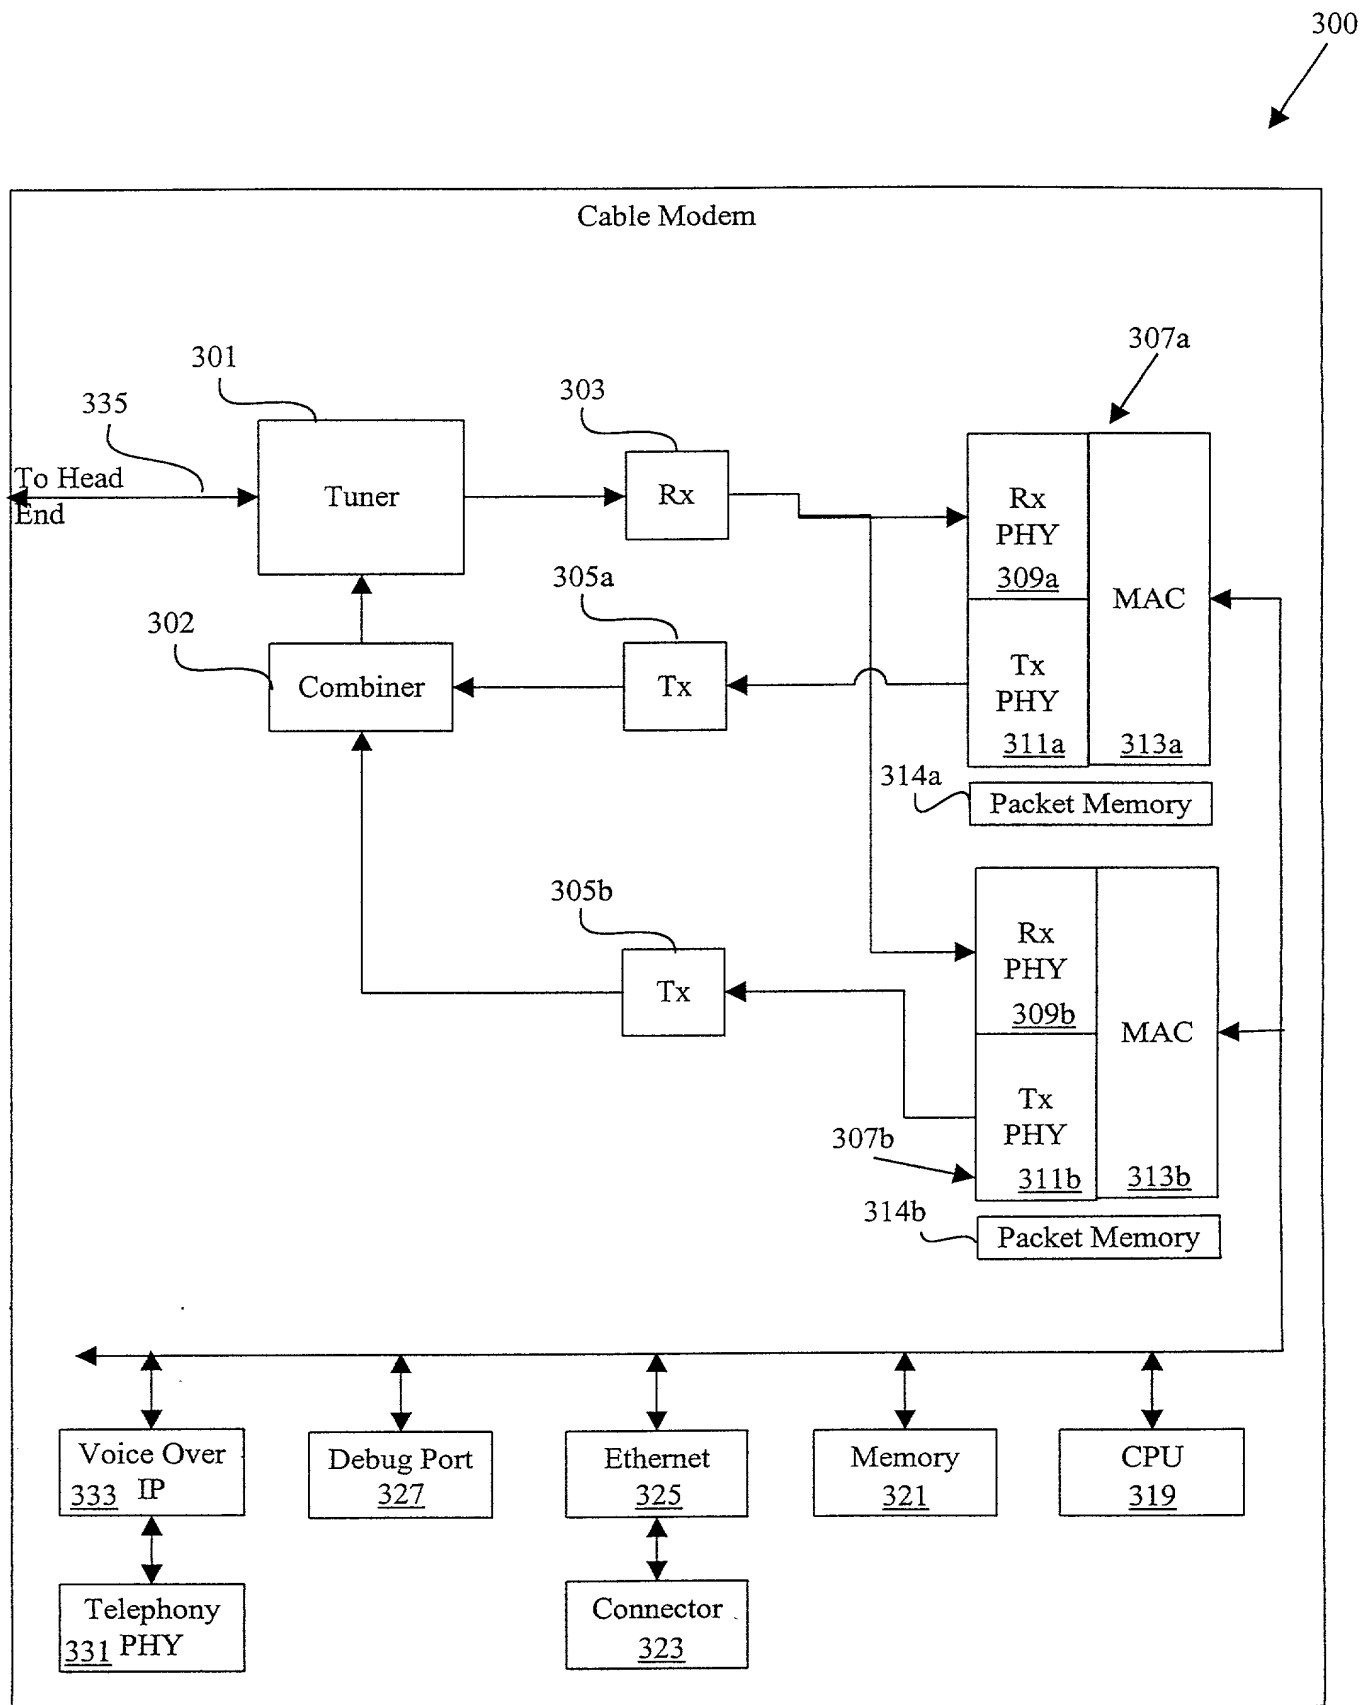 300
Cable Modem
307a
301
303
335
To Head
End
Tuner
Rx
Rx
PHY
309a
MAC
305a
302
Combiner
Tx
Tx
PHY
311a
313a
314a
Packet Memory
305b
Tx
Rx
PHY
309b
MAC
Tx
PHY
307b
311b
313b
314b
Packet Memory
Voice Over
333 IP
Debug Port
327
Ethernet
325
Memory
321
CPU
319
Telephony
331 PHY
Connector
323